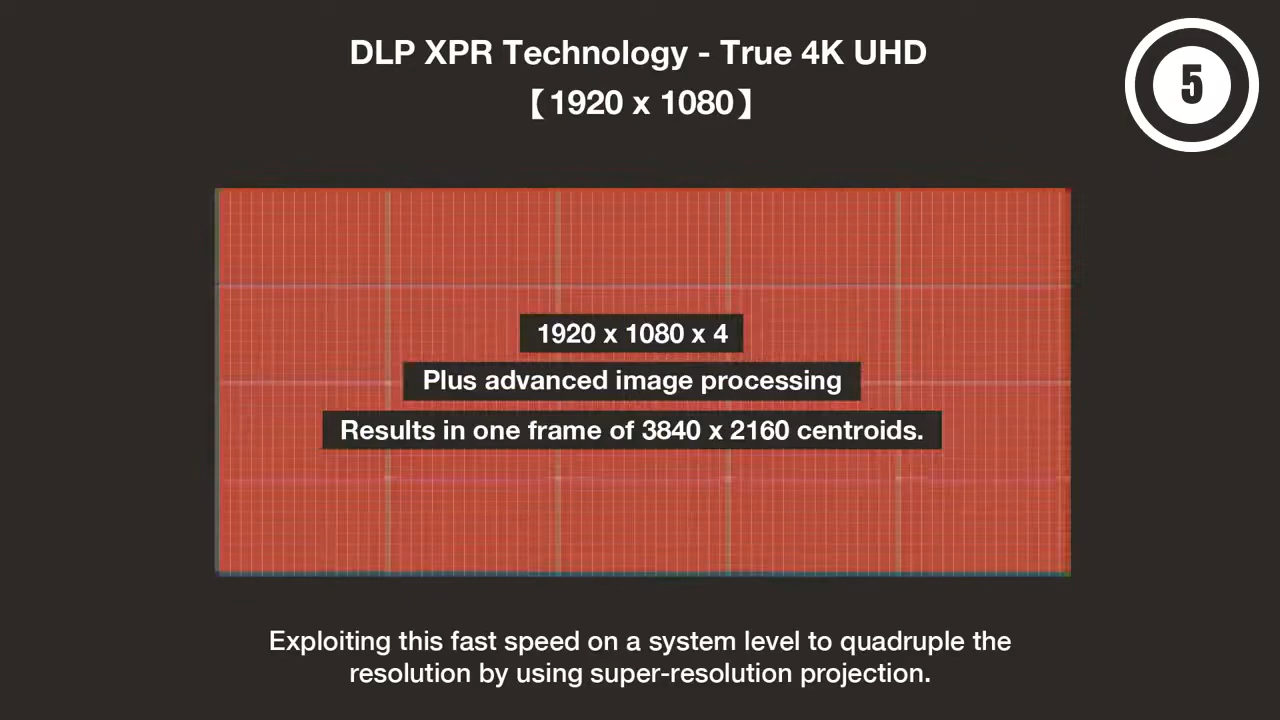 DLP XPR Technology - True 4K UHD
【1920 x 1080】
5
1920 x 1080 x 4
Plus advanced image processing
Results in one frame of 3840 x 2160 centroids.
Exploiting this fast speed on a system level to quadruple the
resolution by using super-resolution projection.